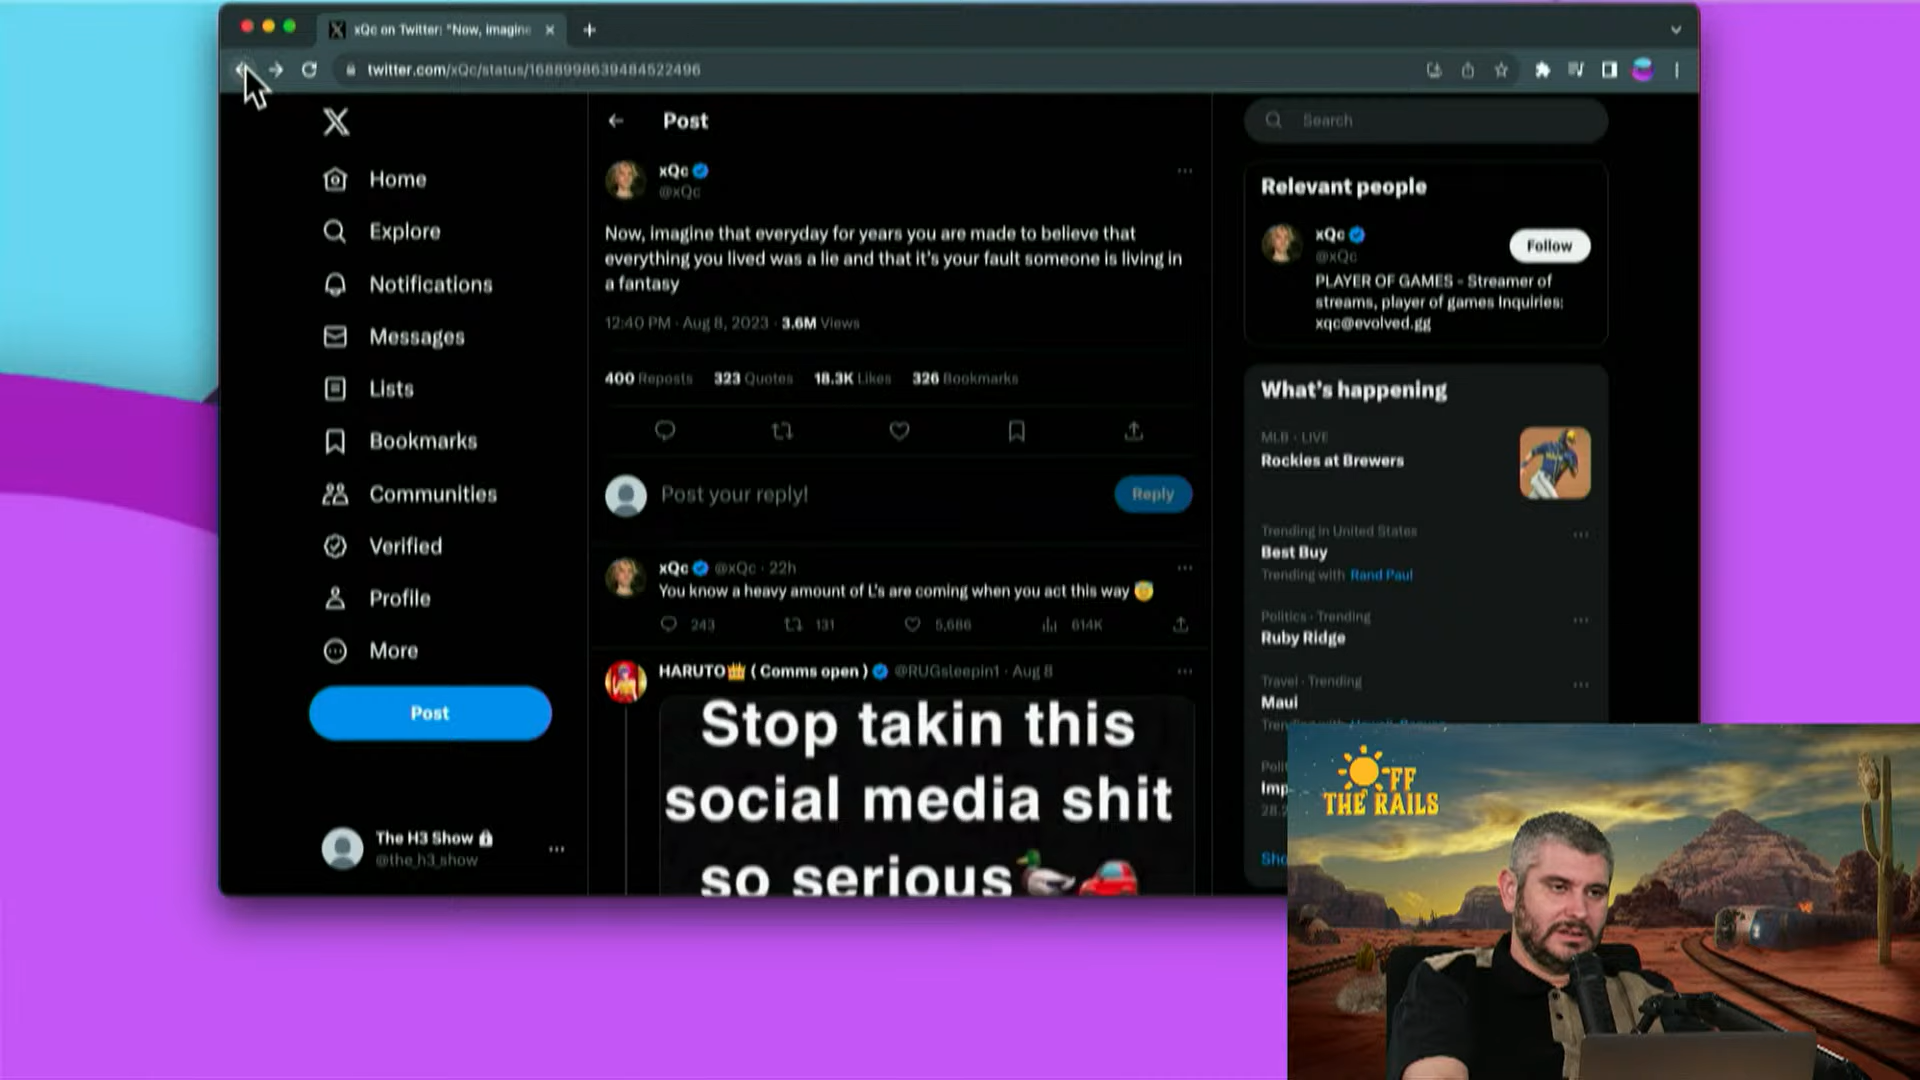 xQc on Twitter: "Now, imagine
twitter.com/xQc/status/1688998639484522496
Home
Explore
Notifications
Messages
Lists
Bookmarks
Communities
Verified
Profile
More
Post
The H3 Show
@the_h3_show
Post
xQc
@xQc
Now, imagine that everyday for years you are made to believe that
everything you lived was a lie and that it's your fault someone is living in
a fantasy
12:40 PM · Aug 8, 2023 · 3.6M Views
400 Reposts 323 Quotes 18.3K Likes 326 Bookmarks
Post your reply!
Reply
xQc @xQc · 22h
You know a heavy amount of L's are coming when you act this way
243 131 5,686 614K
HARUTO ( Comms open ) @RUGsleepin1 · Aug 8
Stop takin this
social media shit
so serious
Search
Relevant people
xQc
@xQc
Follow
PLAYER OF GAMES - Streamer of
streams, player of games Inquiries:
xqc@evolved.gg
What's happening
MLB · LIVE
Rockies at Brewers
Trending in United States
Best Buy
Trending with Rand Paul
Politics · Trending
Ruby Ridge
Travel · Trending
Maui
OFF
THE RAILS